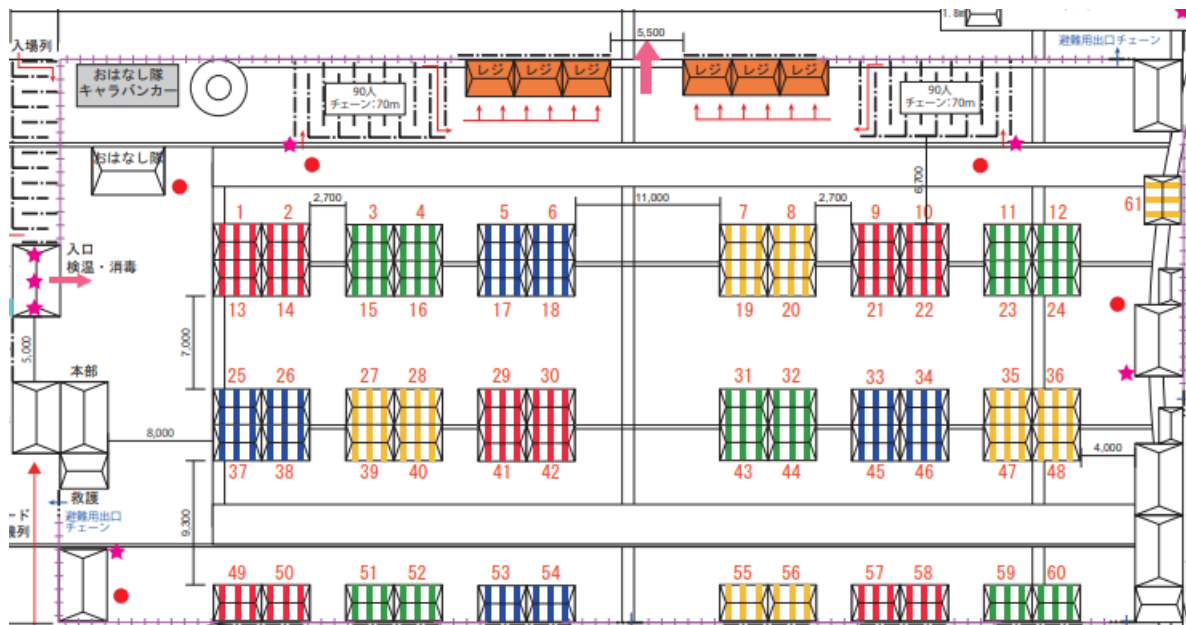 1.8m
入場列
5,500
避難用出口チェーン
おはなし隊
キャラバンカー
90人
チェーン:70m
レジ レジ レジ
レジ レジ レジ
90人
チェーン:70m
おはなし隊
6,700
61
2,700
11,000
2,700
1 2 3 4 5 6 7 8 9 10 11 12
入口
検温・消毒
13 14 15 16 17 18 19 20 21 22 23 24
5,000
7,000
本部
25 26 27 28 29 30 31 32 33 34 35 36
8,000
4,000
37 38 39 40 41 42 43 44 45 46 47 48
救護
避難用出口
チェーン
ード
列
9,300
49 50 51 52 53 54 55 56 57 58 59 60